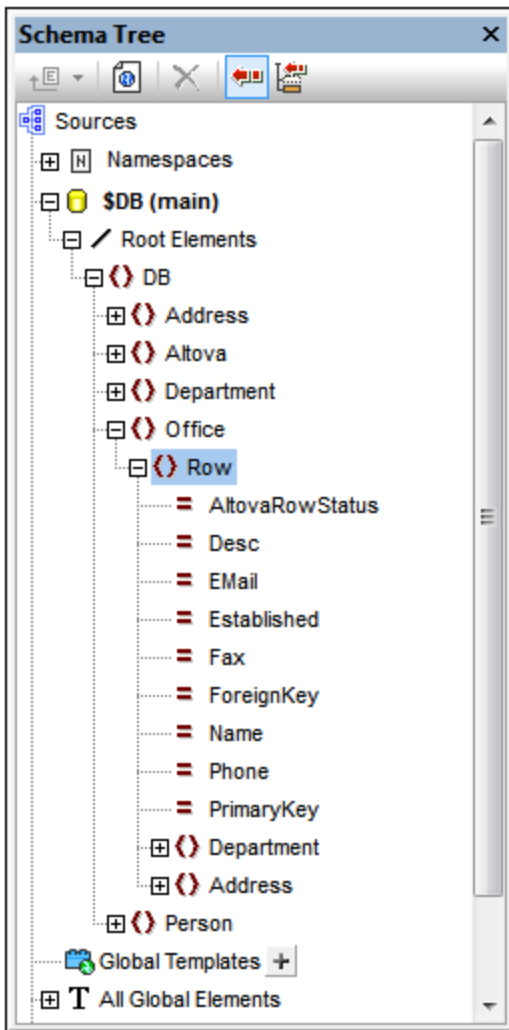 Schema Tree
Sources
Namespaces
$DB (main)
Root Elements
DB
Address
Altova
Department
Office
Row
AltovaRowStatus
Desc
EMail
Established
Fax
ForeignKey
Name
Phone
PrimaryKey
Department
Address
Person
Global Templates
All Global Elements